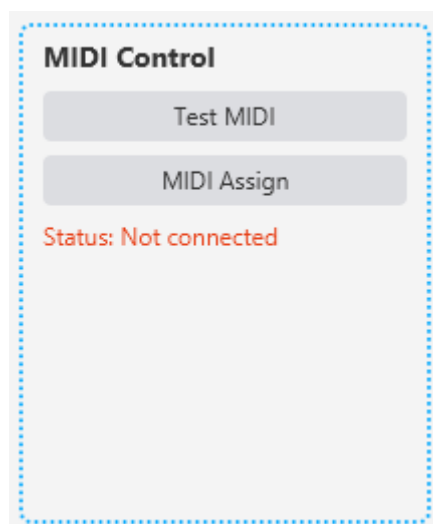 MIDI Control
Test MIDI
MIDI Assign
Status: Not connected